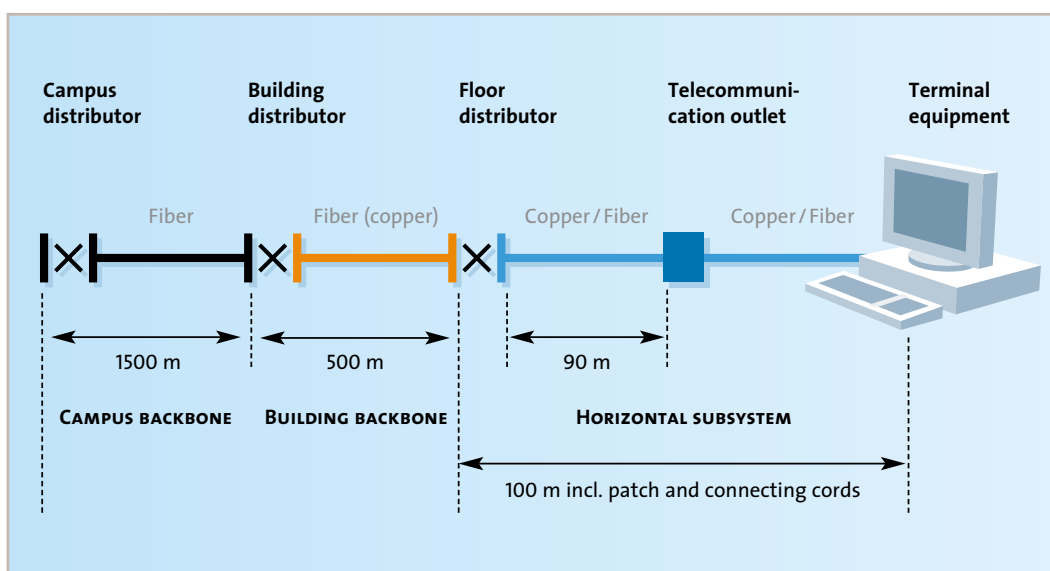 Campus
distributor
Building
distributor
Floor
distributor
Telecommuni-
cation outlet
Terminal
equipment
Fiber
Fiber (copper)
Copper / Fiber
Copper / Fiber
1500 m
500 m
90 m
CAMPUS BACKBONE
BUILDING BACKBONE
HORIZONTAL SUBSYSTEM
100 m incl. patch and connecting cords